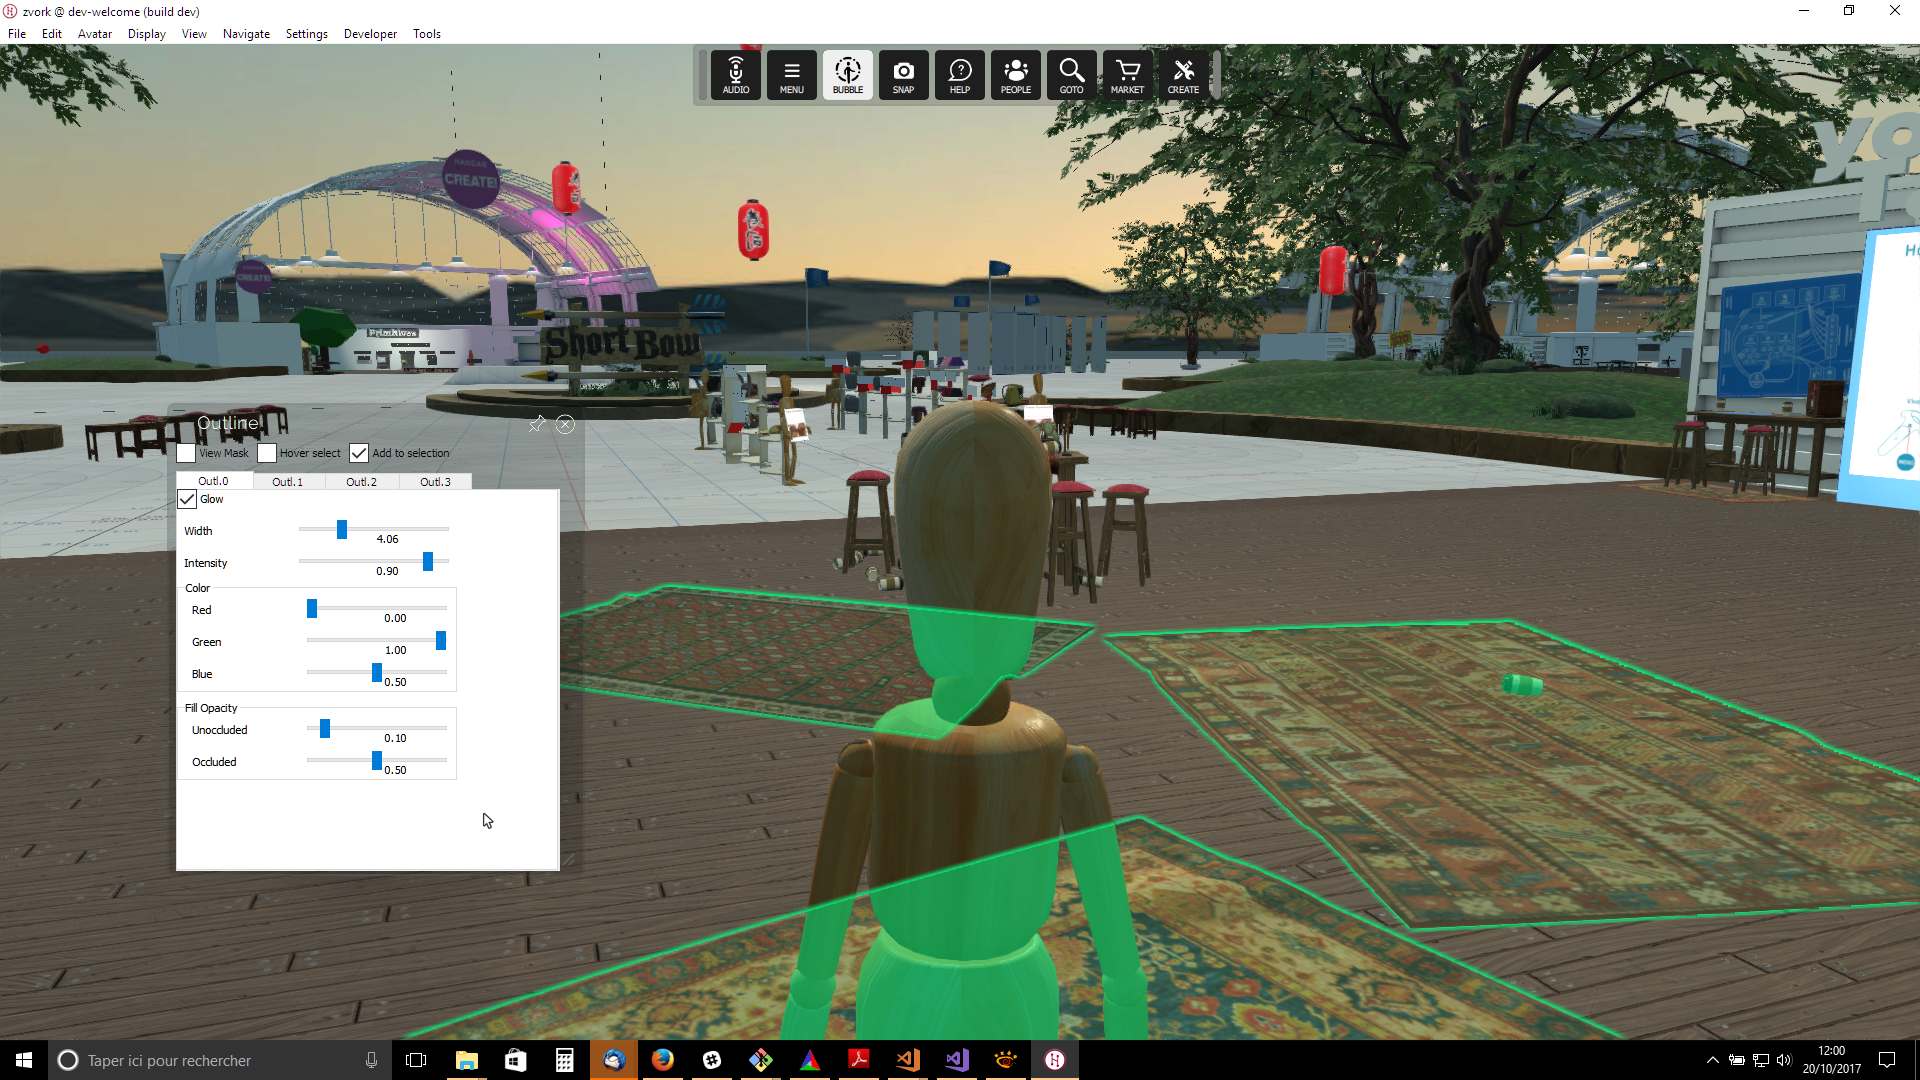 zvork @ dev-welcome (build dev)
File Edit Avatar Display View Navigate Settings Developer Tools
AUDIO MENU BUBBLE SNAP HELP PEOPLE GOTO MARKET CREATE
HANGAR
CREATE!
CREATE!
Primitives
Short Bow
yo
Outline
View Mask Hover select Add to selection
Outl.0 Outl.1 Outl.2 Outl.3
Glow
Width
4.06
Intensity
0.90
Color
Red
0.00
Green
1.00
Blue
0.50
Fill Opacity
Unoccluded
0.10
Occluded
0.50
Taper ici pour rechercher
12:00
20/10/2017